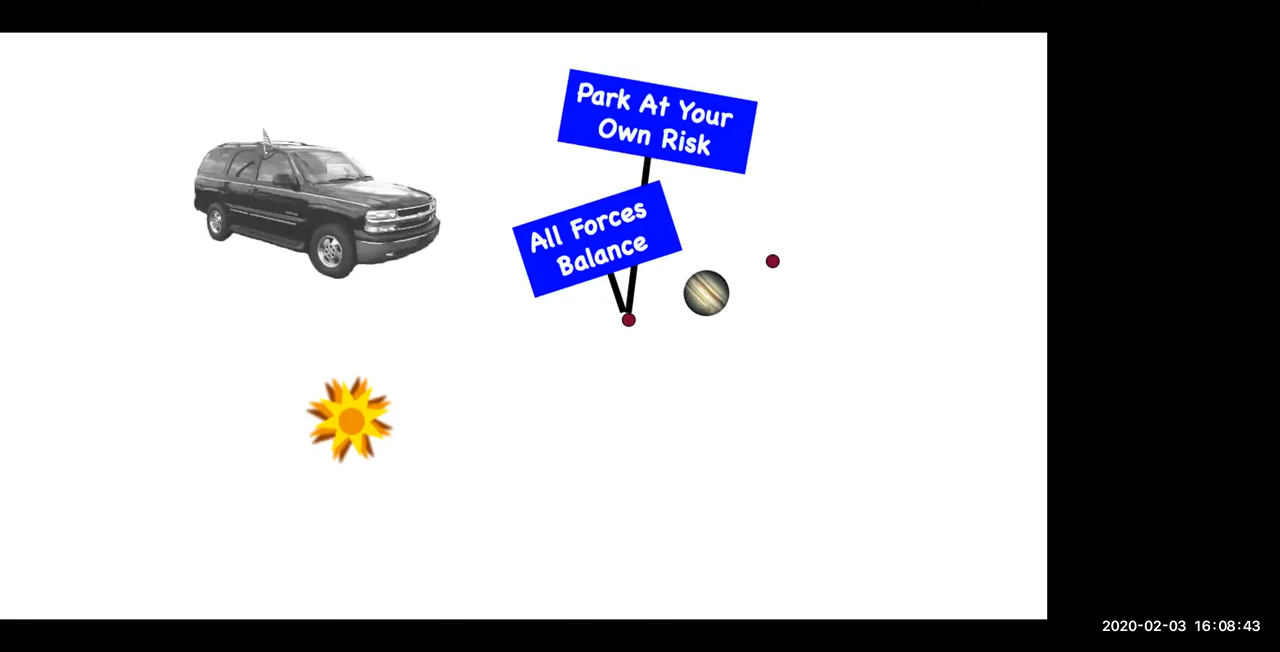 Park At Your
Own Risk
All Forces
Balance
2020-02-03 16:08:43